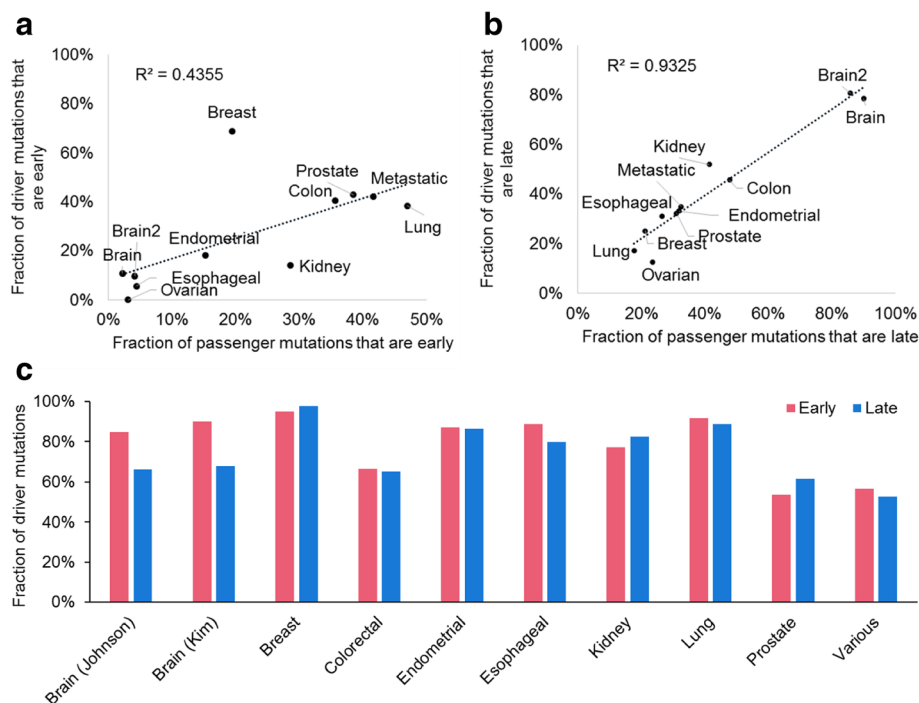 a
Fraction of driver mutations that
are early
100%
80%
60%
40%
20%
0%
R² = 0.4355
Breast
Prostate
Colon
Metastatic
Lung
Endometrial
Kidney
Brain2
Brain
Esophageal
Ovarian
0% 10% 20% 30% 40% 50%
Fraction of passenger mutations that are early
b
Fraction of driver mutations that
are late
100%
80%
60%
40%
20%
0%
R² = 0.9325
Brain2
Brain
Kidney
Metastatic
Colon
Esophageal
Endometrial
Prostate
Breast
Lung
Ovarian
0% 20% 40% 60% 80% 100%
Fraction of passenger mutations that are late
c
Fraction of driver mutations
100%
80%
60%
40%
20%
0%
Early Late
Brain (Johnson)
Brain (Kim)
Breast
Colorectal
Endometrial
Esophageal
Kidney
Lung
Prostate
Various